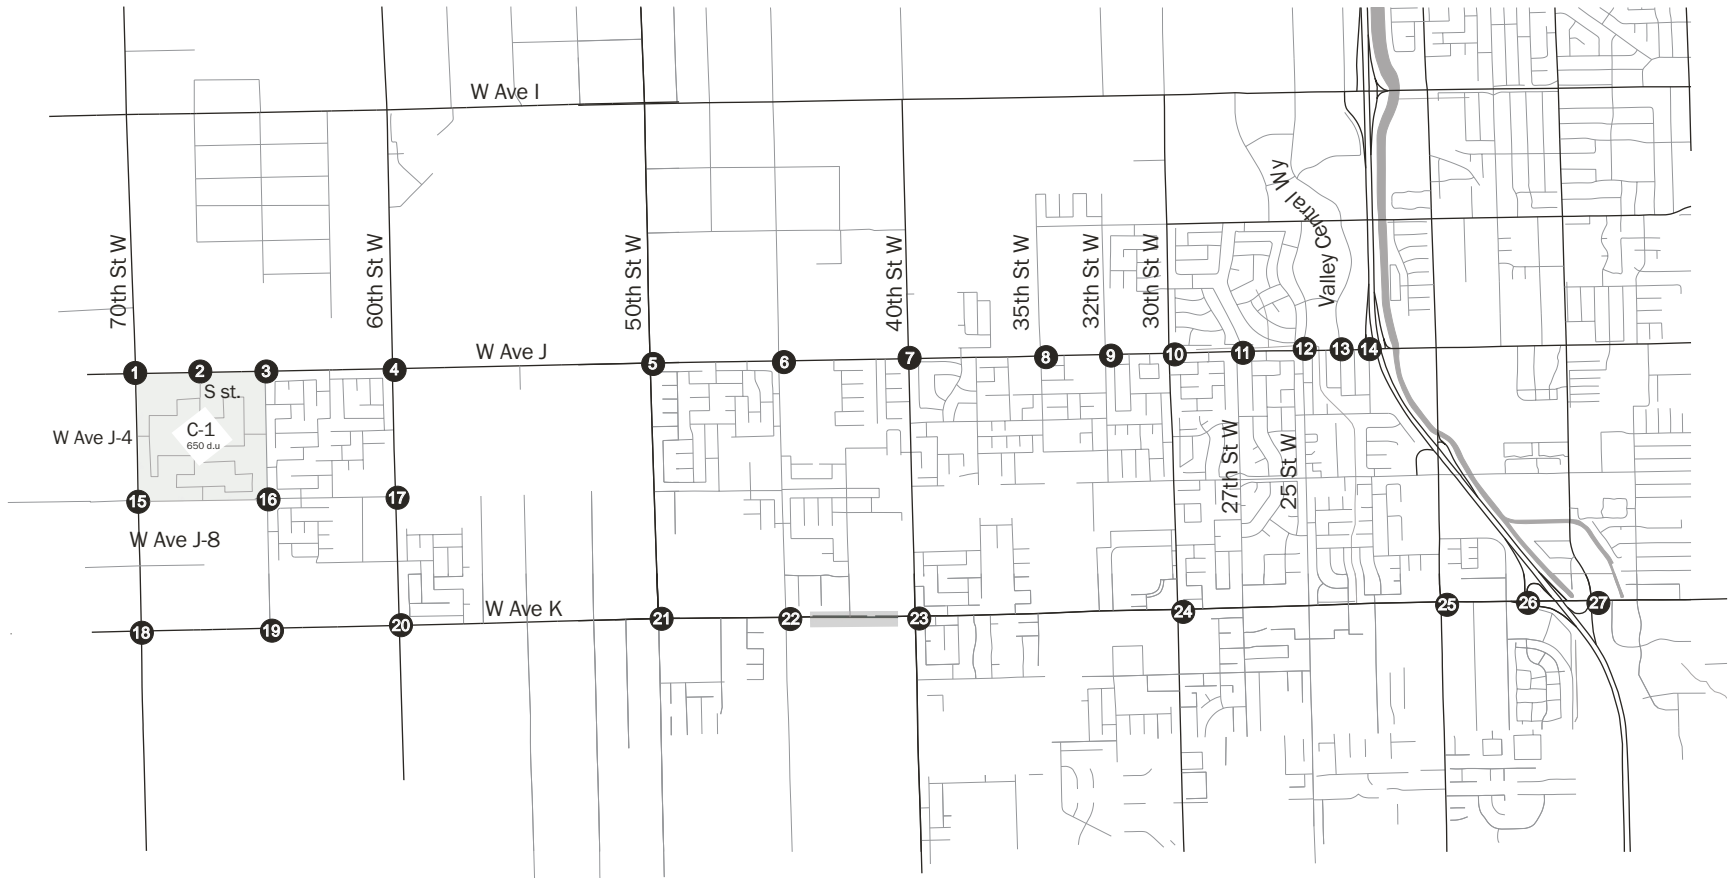 W Ave I
Valley Central Wy
70th St W
60th St W
50th St W
40th St W
35th St W
32th St W
30th St W
W Ave J
1
2
3
4
5
6
7
8
9
10
11
12
13
14
S st.
C-1
650 d.u
W Ave J-4
27th St W
25 St W
15
16
17
W Ave J-8
W Ave K
18
19
20
21
22
23
24
25
26
27